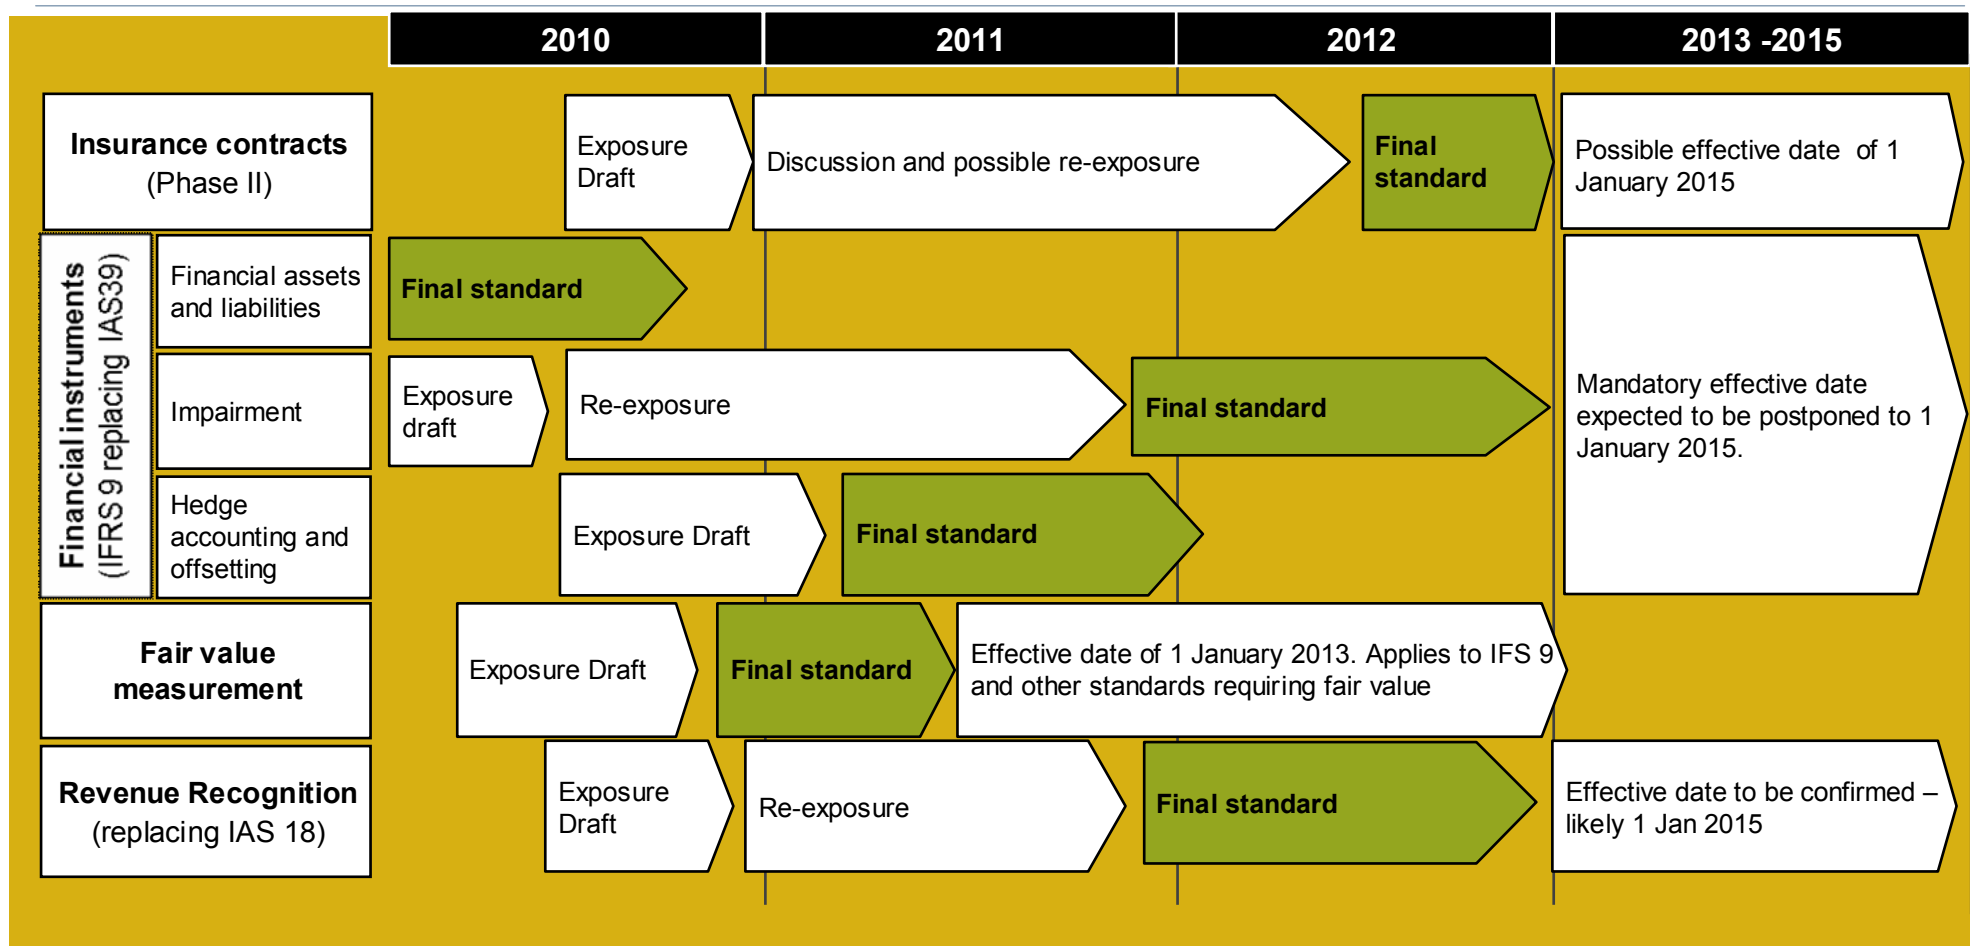 2010
2011
2012
2013 -2015
Insurance contracts
(Phase II)
Exposure
Draft
Discussion and possible re-exposure
Final
standard
Possible effective date of 1
January 2015
Financial instruments
(IFRS 9 replacing IAS39)
Financial assets
and liabilities
Final standard
Impairment
Exposure
draft
Re-exposure
Final standard
Mandatory effective date
expected to be postponed to 1
January 2015.
Hedge
accounting and
offsetting
Exposure Draft
Final standard
Fair value
measurement
Exposure Draft
Final standard
Effective date of 1 January 2013. Applies to IFS 9
and other standards requiring fair value
Revenue Recognition
(replacing IAS 18)
Exposure
Draft
Re-exposure
Final standard
Effective date to be confirmed –
likely 1 Jan 2015